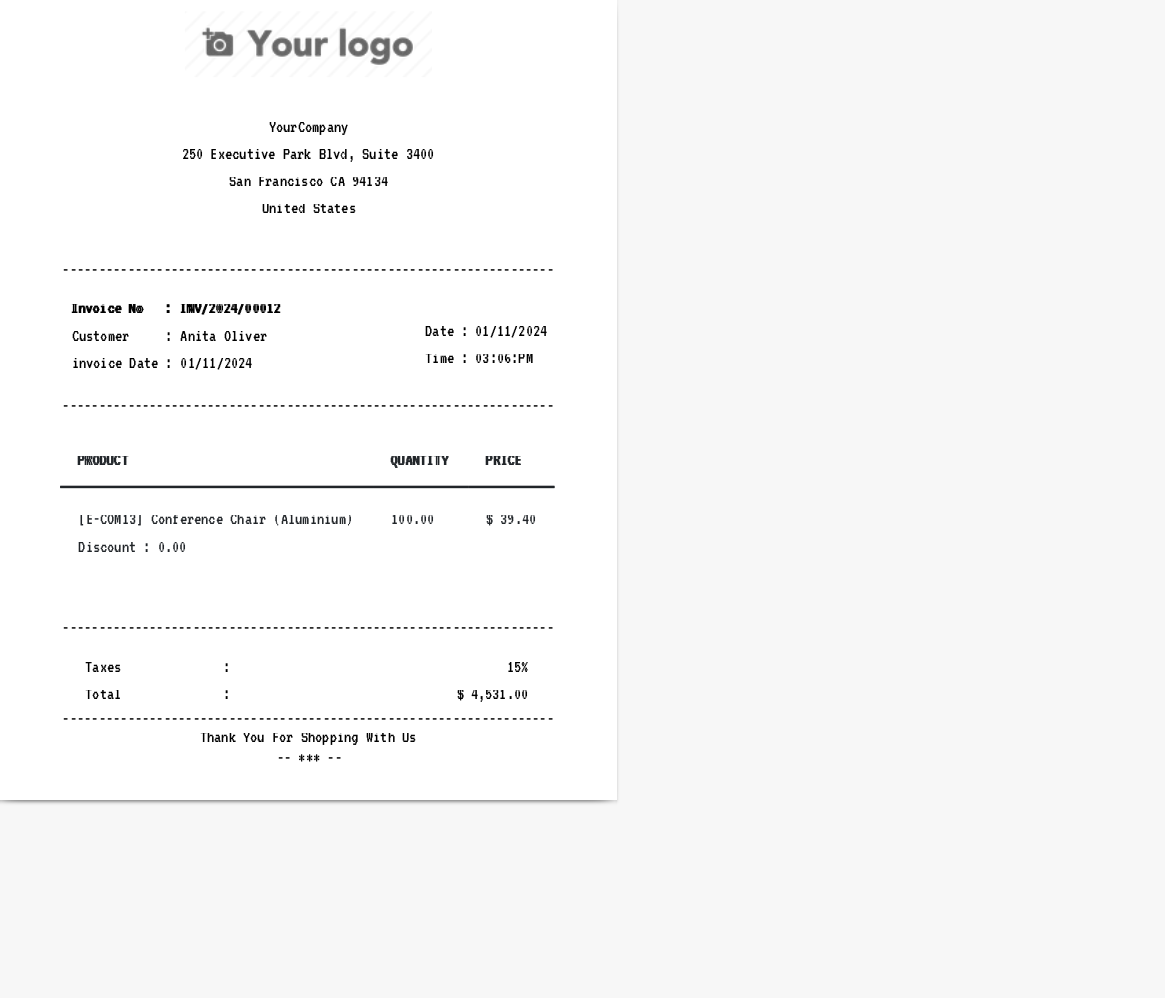 Your logo
YourCompany
250 Executive Park Blvd, Suite 3400
San Francisco CA 94134
United States
--------------------------------------------------------------------
Invoice No : INV/2024/00012
Customer : Anita Oliver
invoice Date : 01/11/2024
Date : 01/11/2024
Time : 03:06:PM
--------------------------------------------------------------------
PRODUCT QUANTITY PRICE
[E-COM13] Conference Chair (Aluminium) 100.00 $ 39.40
Discount : 0.00
--------------------------------------------------------------------
Taxes : 15%
Total : $ 4,531.00
--------------------------------------------------------------------
Thank You For Shopping With Us
-- *** --